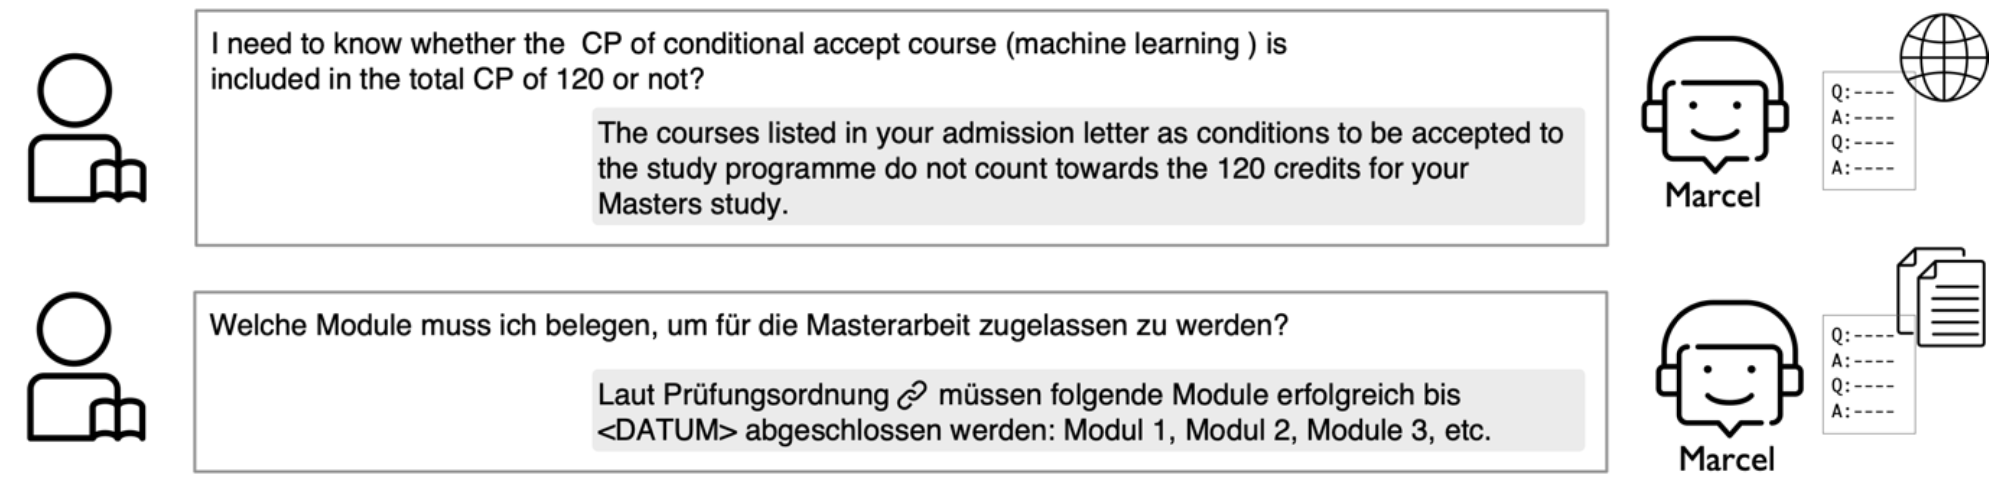 I need to know whether the  CP of conditional accept course (machine learning ) is
included in the total CP of 120 or not?
The courses listed in your admission letter as conditions to be accepted to
the study programme do not count towards the 120 credits for your
Masters study.
Q:----
A:----
Q:----
A:----
Marcel
Welche Module muss ich belegen, um für die Masterarbeit zugelassen zu werden?
Laut Prüfungsordnung müssen folgende Module erfolgreich bis
<DATUM> abgeschlossen werden: Modul 1, Modul 2, Module 3, etc.
Q:----
A:----
Q:----
A:----
Marcel